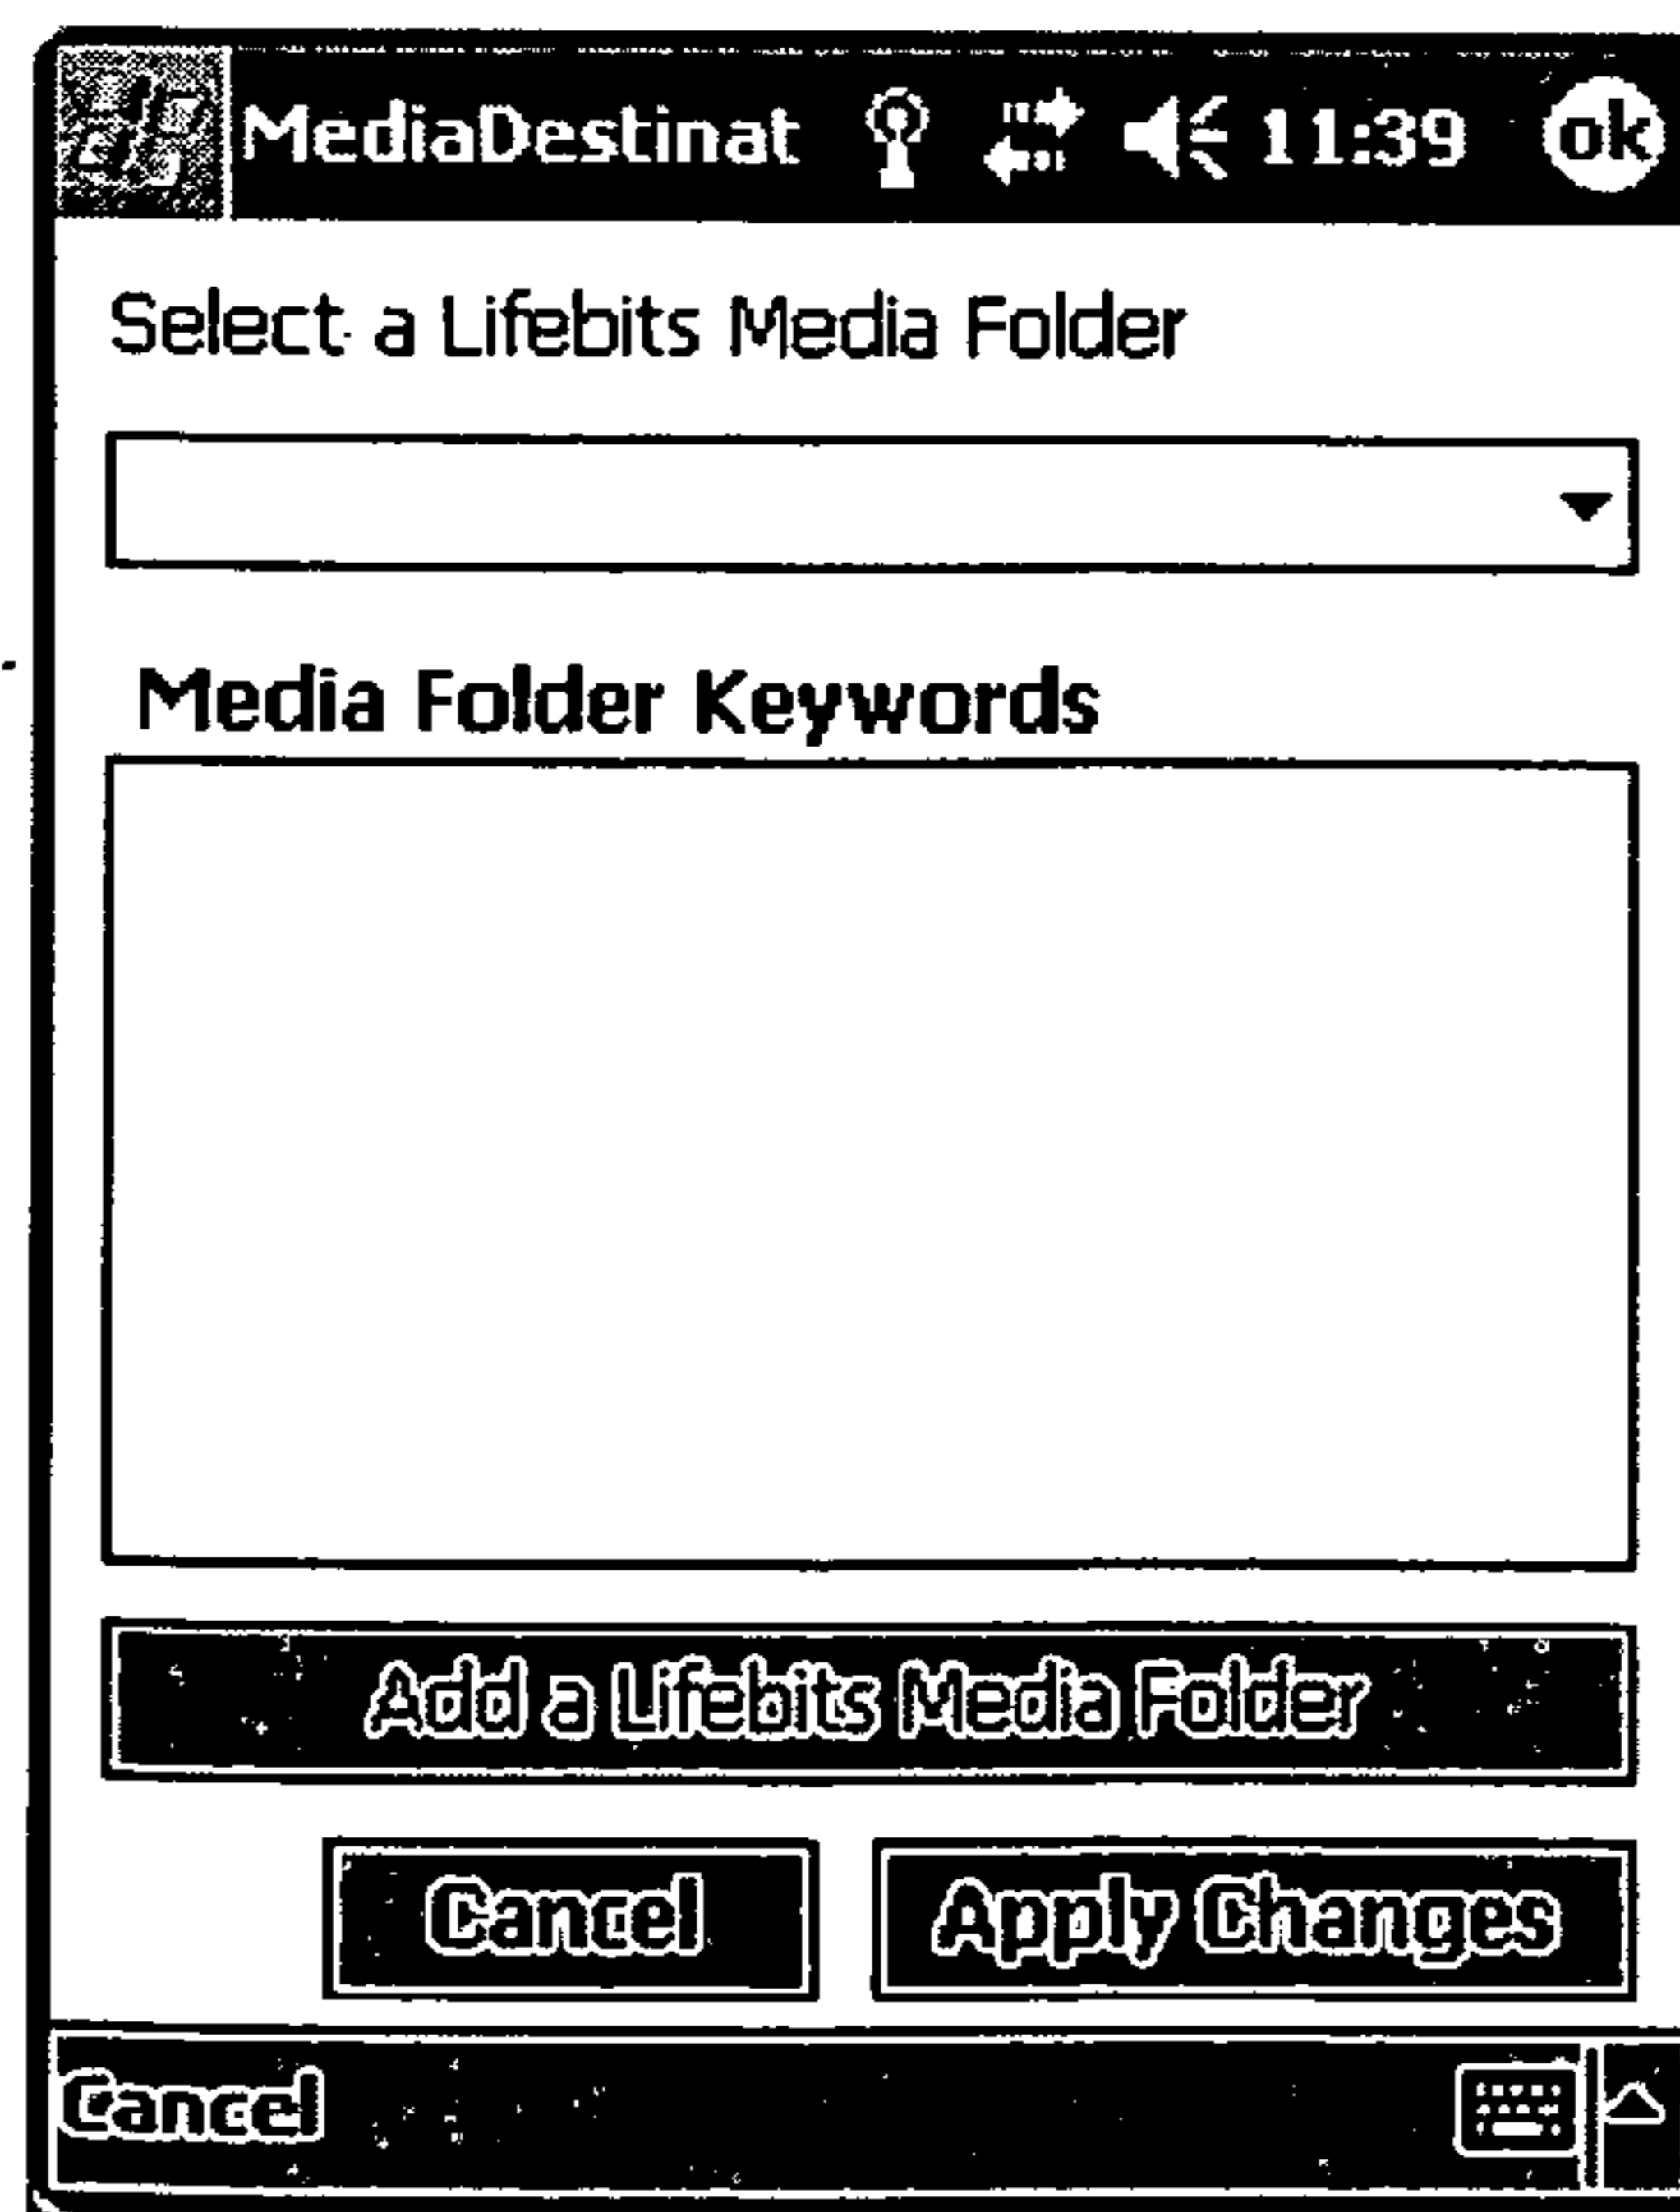 MediaDestinat 11:39 ok
Select a Lifebits Media Folder
Media Folder Keywords
Add a Lifebits Media Folder
Cancel Apply Changes
Cancel